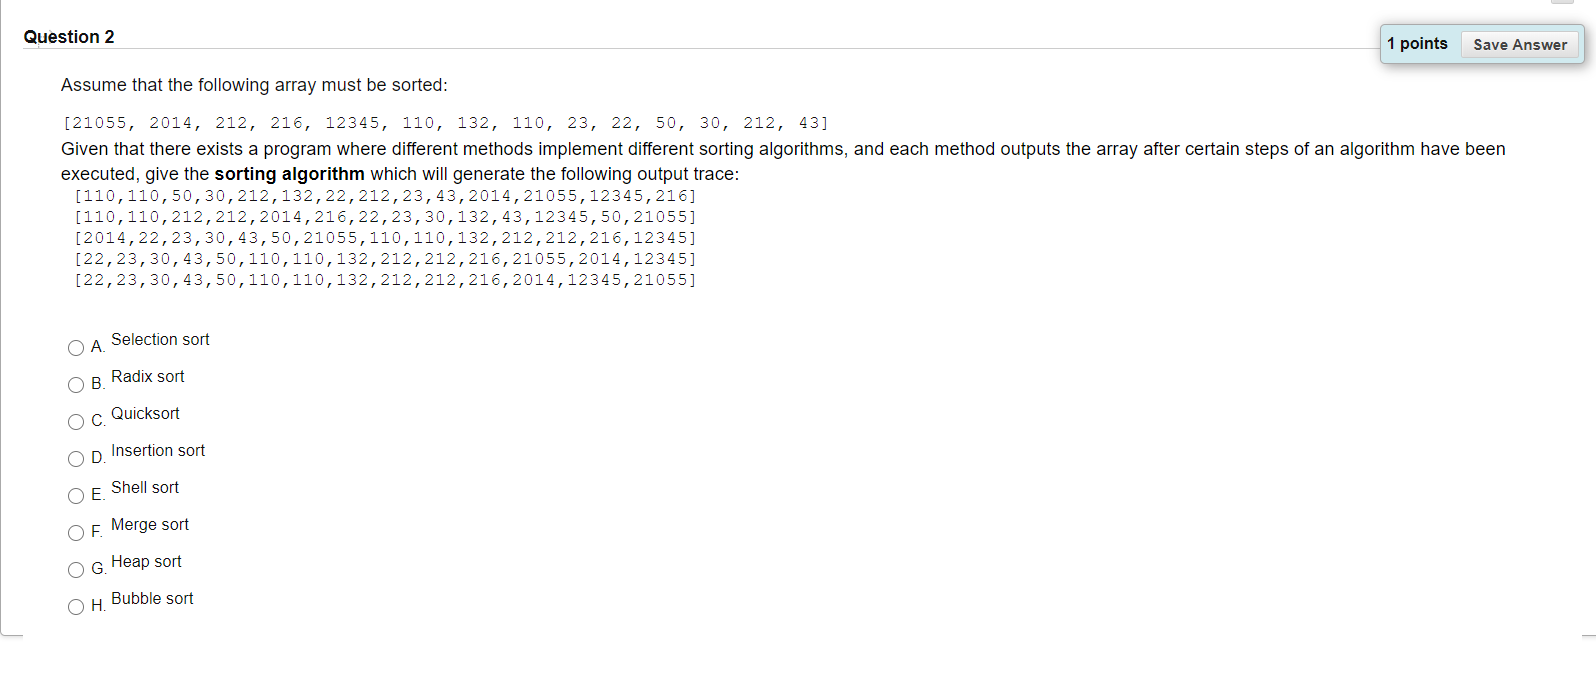 Question 2
1 points
Save Answer
Assume that the following array must be sorted:
[21055, 2014, 212, 216, 12345, 110, 132, 110, 23, 22, 50, 30, 212, 43]
Given that there exists a program where different methods implement different sorting algorithms, and each method outputs the array after certain steps of an algorithm have been
executed, give the sorting algorithm which will generate the following output trace:
[110,110,50,30,212,132,22,212,23,43,2014,21055,12345,216]
[110,110,212,212,2014,216,22,23,30,132,43,12345,50,21055]
[2014,22,23,30,43,50,21055,110,110,132,212,212,216,12345]
[22,23,30,43,50,110,110,132,212,212,216,21055,2014,12345]
[22,23,30,43,50,110,110,132,212,212,216,2014,12345,21055]
A. Selection sort
B. Radix sort
C. Quicksort
D. Insertion sort
E. Shell sort
F. Merge sort
G. Heap sort
H. Bubble sort